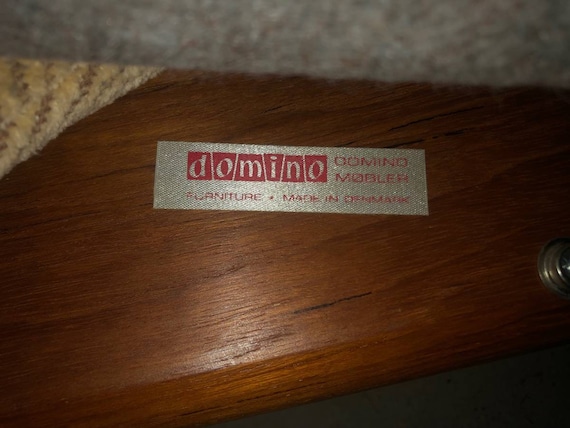 domino DOMINO
MØBLER
FURNITURE • MADE IN DENMARK